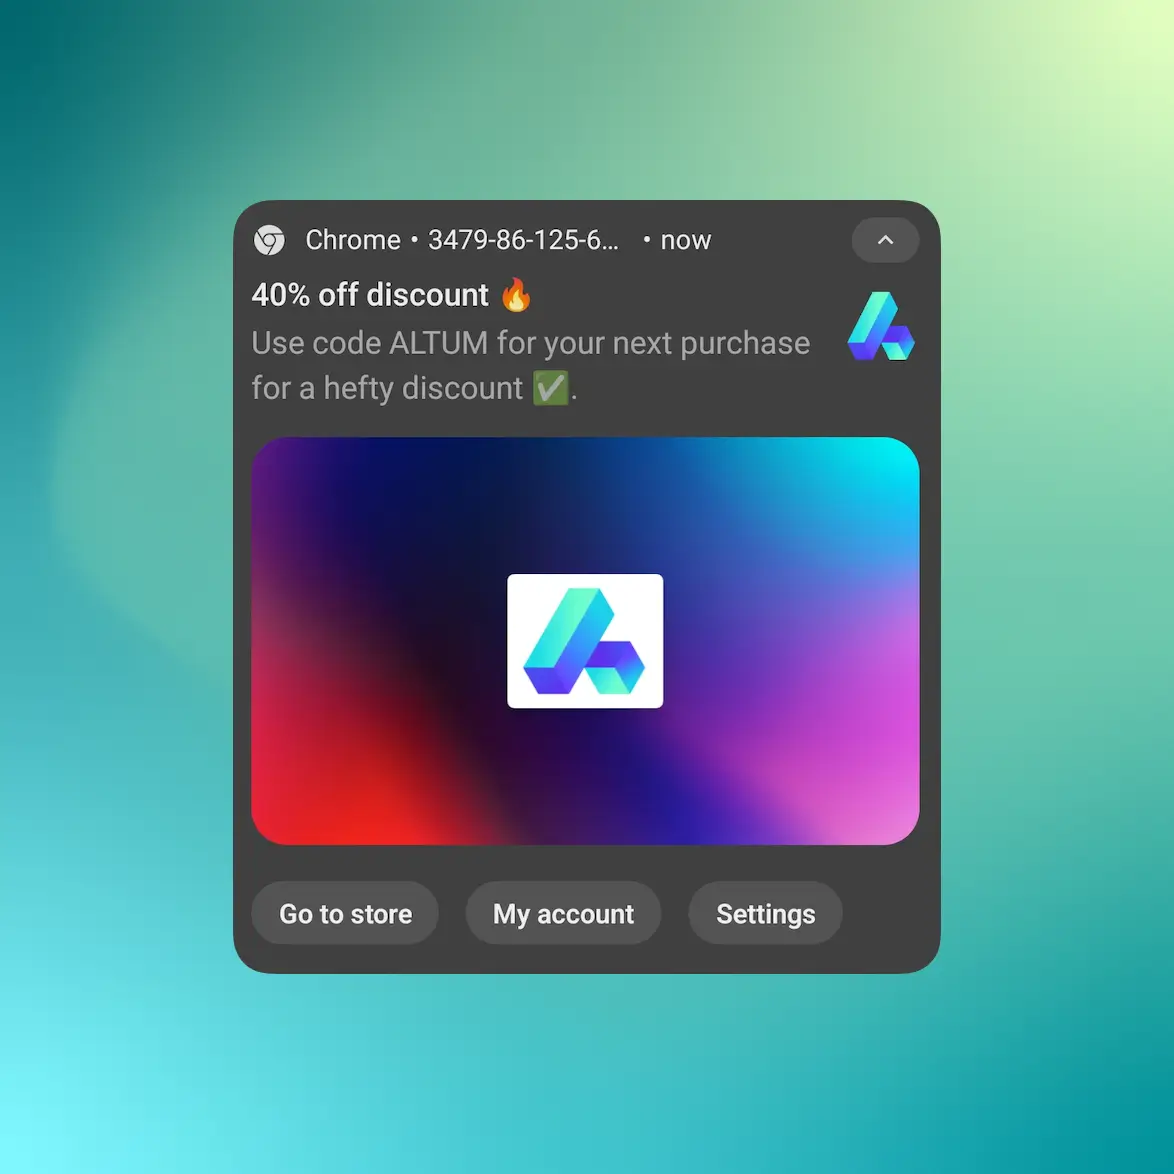 Chrome • 3479-86-125-6... • now
40% off discount 🔥
Use code ALTUM for your next purchase
for a hefty discount ✅.
Go to store
My account
Settings